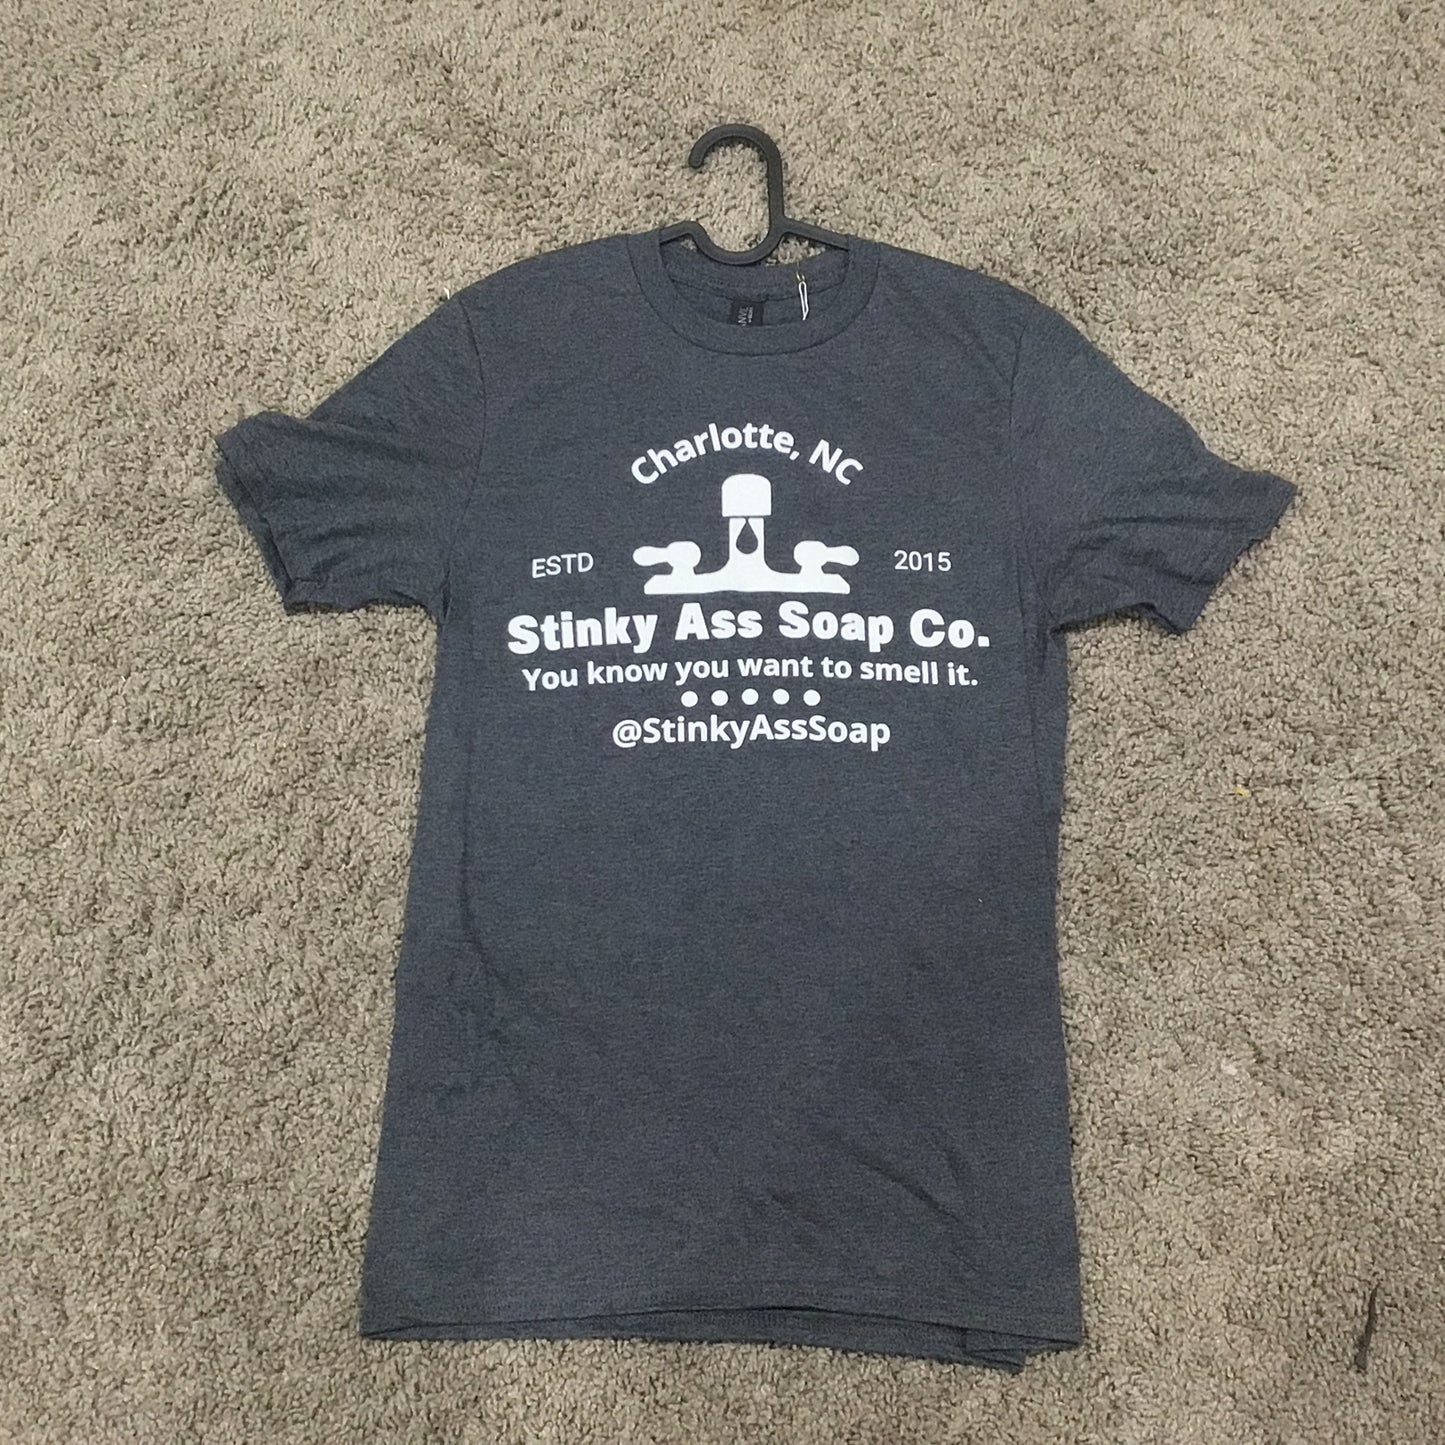 Charlotte, NC
ESTD 2015
Stinky Ass Soap Co.
You know you want to smell it.
@StinkyAssSoap